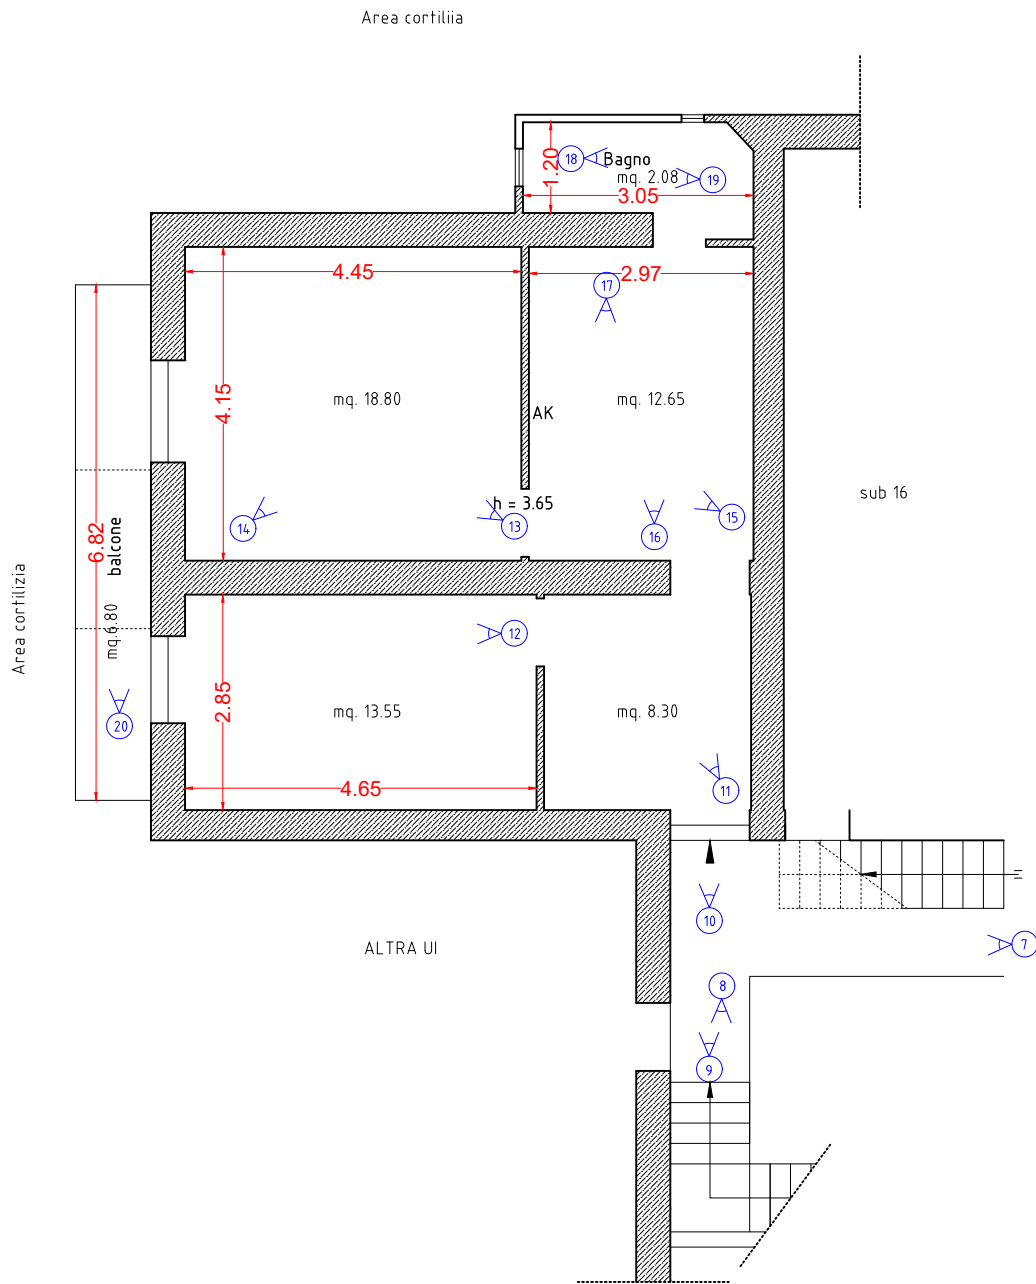 Area cortiliia
18
Bagno
1.20
mq. 2.08
19
3.05
4.45
2.97
17
4.15
mq. 18.80
mq. 12.65
AK
sub 16
h = 3.65
14
13
16
15
6.82
balcone
Area cortilizia
mq.6.80
12
2.85
mq. 13.55
mq. 8.30
20
4.65
11
10
ALTRA UI
7
8
9